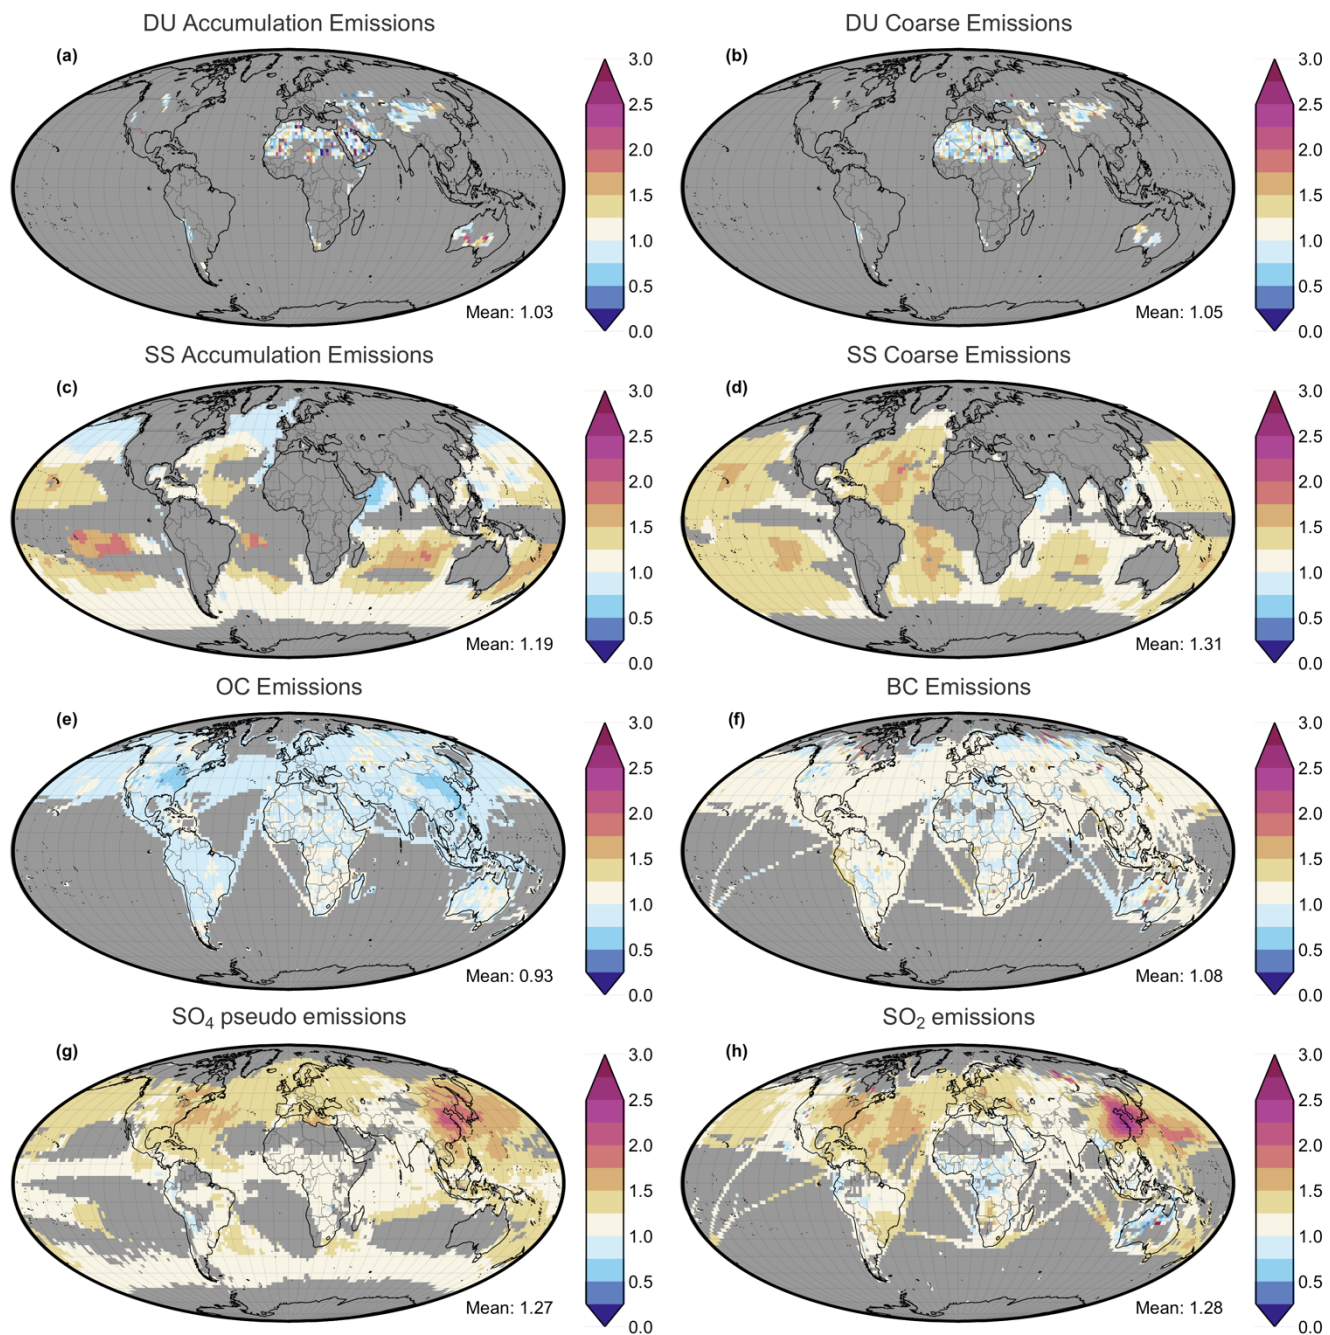 DU Accumulation Emissions
DU Coarse Emissions
(a)
3.0
2.5
2.0
1.5
1.0
0.5
0.0
Mean: 1.03
(b)
3.0
2.5
2.0
1.5
1.0
0.5
0.0
Mean: 1.05
SS Accumulation Emissions
SS Coarse Emissions
(c)
3.0
2.5
2.0
1.5
1.0
0.5
0.0
Mean: 1.19
(d)
3.0
2.5
2.0
1.5
1.0
0.5
0.0
Mean: 1.31
OC Emissions
BC Emissions
(e)
3.0
2.5
2.0
1.5
1.0
0.5
0.0
Mean: 0.93
(f)
3.0
2.5
2.0
1.5
1.0
0.5
0.0
Mean: 1.08
SO₄ pseudo emissions
SO₂ emissions
(g)
3.0
2.5
2.0
1.5
1.0
0.5
0.0
Mean: 1.27
(h)
3.0
2.5
2.0
1.5
1.0
0.5
0.0
Mean: 1.28